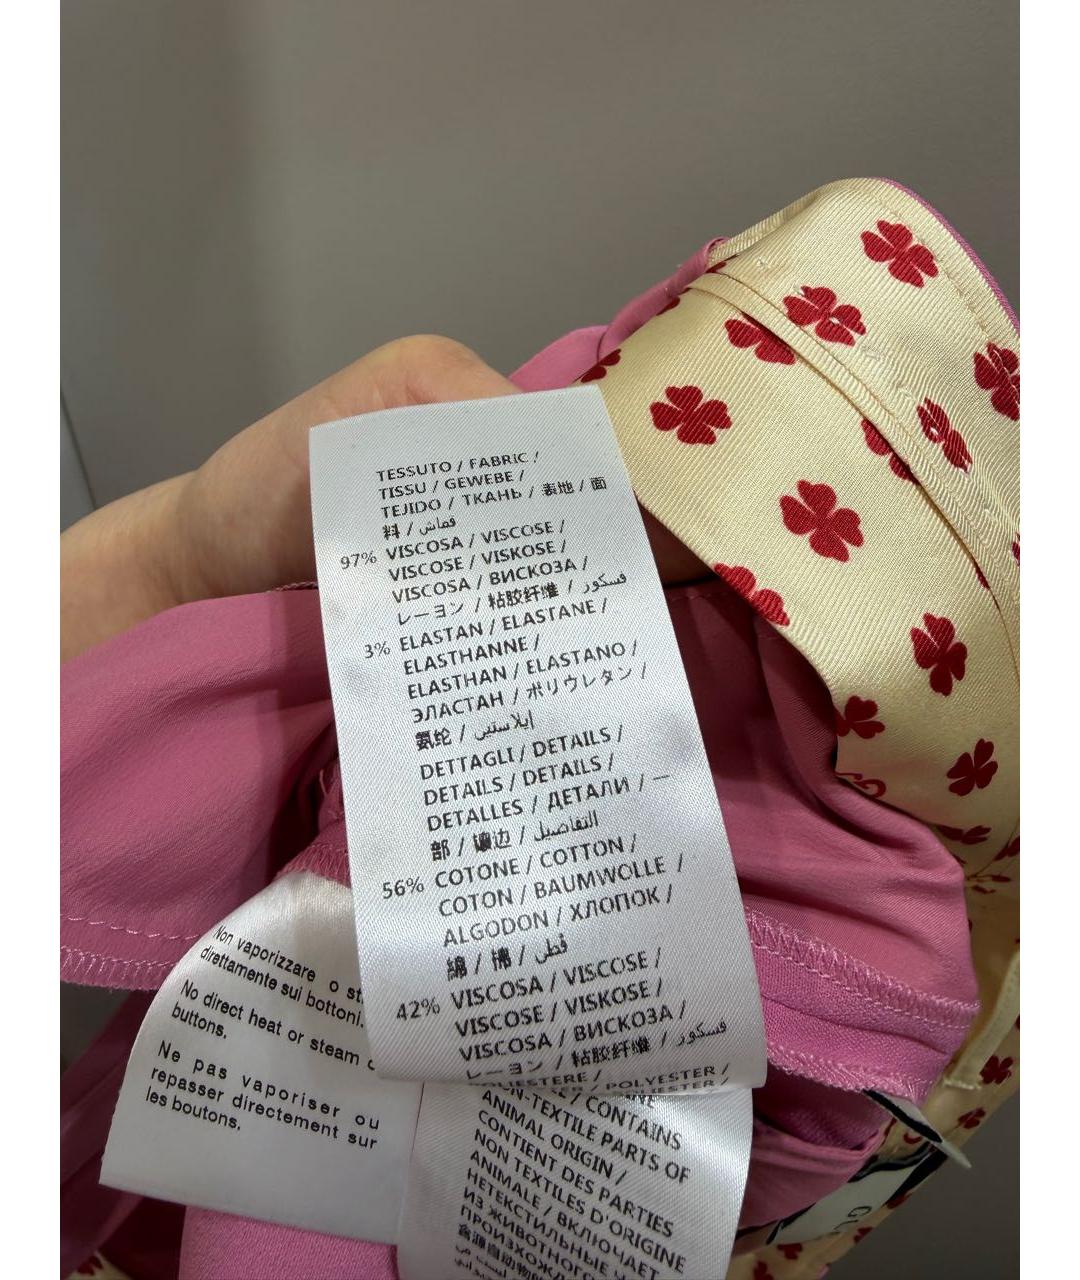 TESSUTO / FABRIC /
TISSU / GEWEBE /
TEJIDO / ТКАНЬ / 表地 / 面
料 / قماش /
97% VISCOSA / VISCOSE /
VISCOSE / VISKOSE /
VISCOSA / ВИСКОЗА /
レーヨン / 粘胶纤维 / فسكوز /
3% ELASTAN / ELASTANE /
ELASTHANNE /
ELASTHAN / ELASTANO /
ЭЛАСТАН / ポリウレタン /
氨纶 / إيلاستين
DETTAGLI / DETAILS /
DETAILS / DETAILS /
DETALLES / ДЕТАЛИ / 一
部 / 镶边 / التفاصيل
56% COTONE / COTTON /
COTON / BAUMWOLLE /
ALGODON / ХЛОПОК /
綿 / 棉 / قطن
42% VISCOSA / VISCOSE /
VISCOSE / VISKOSE /
VISCOSA / ВИСКОЗА /
レーヨン / 粘胶纤维 / فسكوز /
POLIESTERE / POLYESTER /
/ CONTAINS
NON-TEXTILE PARTS OF
ANIMAL ORIGIN /
CONTIENT DES PARTIES
NON TEXTILES D'ORIGINE
ANIMALE / ВКЛЮЧАЕТ
НЕТЕКСТИЛЬНЫЕ
ИЗ ЖИВОТНОГО
Non vaporizzare o
direttamente sui bottoni.
No direct heat or steam
buttons.
Ne pas vaporiser ou
repasser directement sur
les boutons.